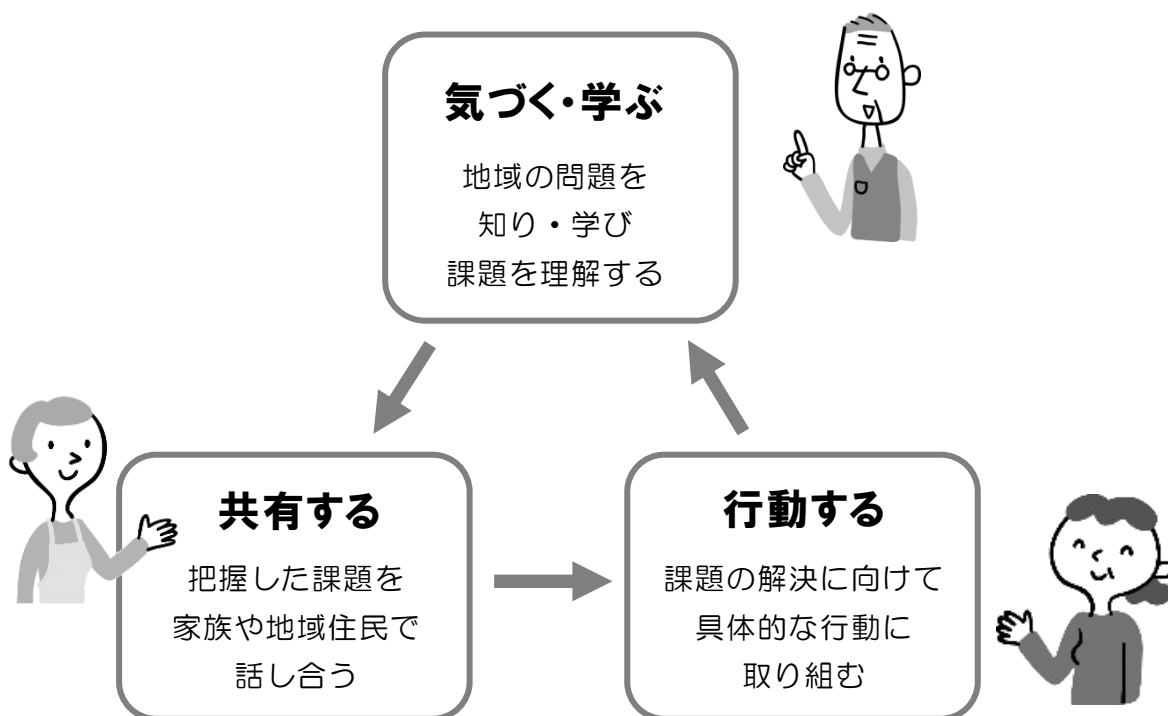 気づく・学ぶ
地域の問題を
知り・学び
課題を理解する
共有する
把握した課題を
家族や地域住民で
話し合う
行動する
課題の解決に向けて
具体的な行動に
取り組む